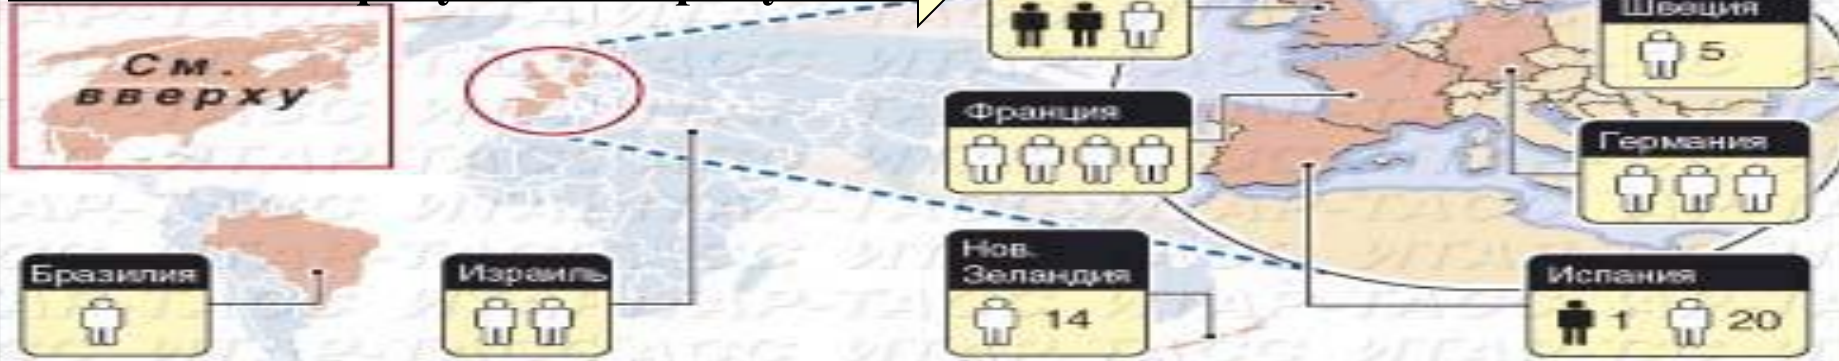 См.
вверху
Швеция
5
Франция
Германия
Бразилия
Израиль
Нов.
Зеландия
14
Испания
1 20